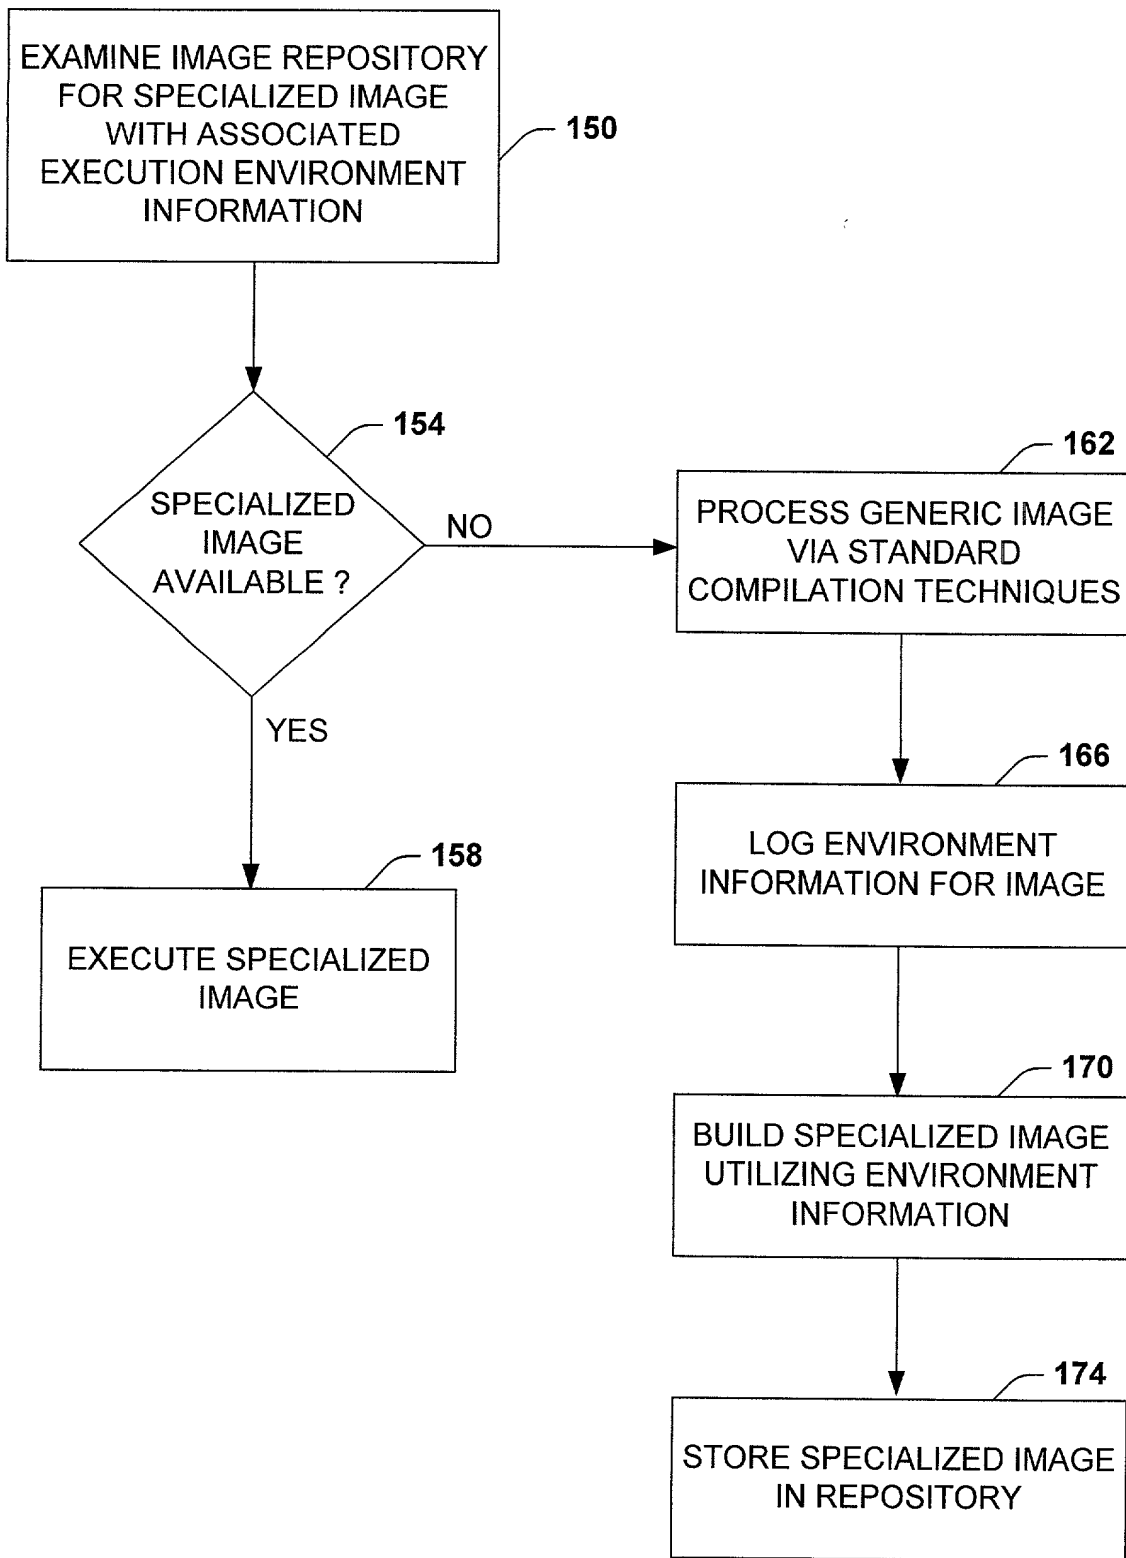 EXAMINE IMAGE REPOSITORY
FOR SPECIALIZED IMAGE
WITH ASSOCIATED
EXECUTION ENVIRONMENT
INFORMATION
150
154
SPECIALIZED
IMAGE
AVAILABLE ?
NO
YES
158
EXECUTE SPECIALIZED
IMAGE
162
PROCESS GENERIC IMAGE
VIA STANDARD
COMPILATION TECHNIQUES
166
LOG ENVIRONMENT
INFORMATION FOR IMAGE
170
BUILD SPECIALIZED IMAGE
UTILIZING ENVIRONMENT
INFORMATION
174
STORE SPECIALIZED IMAGE
IN REPOSITORY